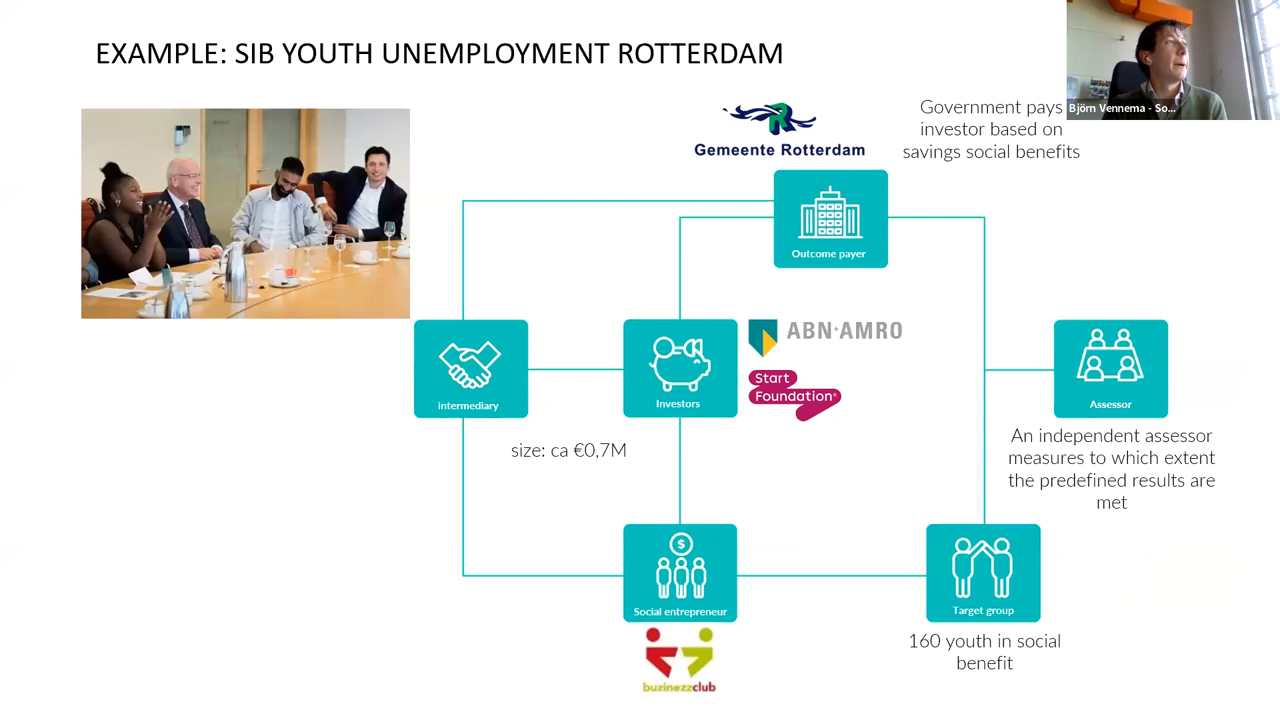 EXAMPLE: SIB YOUTH UNEMPLOYMENT ROTTERDAM
Björn Vennema - So...
Gemeente Rotterdam
Government pays
investor based on
savings social benefits
Outcome payer
intermediary
Investors
ABN·AMRO
Start
Foundation®
Assessor
size: ca €0,7M
An independent assessor
measures to which extent
the predefined results are
met
Social entrepreneur
Target group
buzinezzclub
160 youth in social
benefit